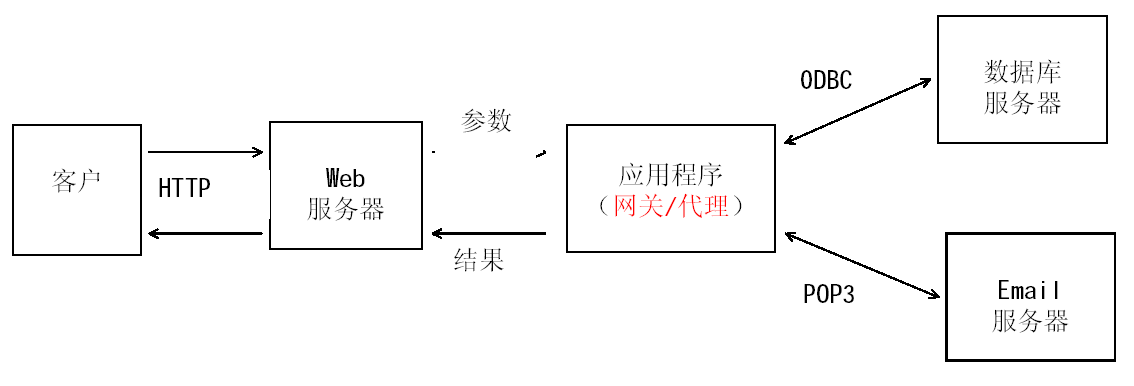 客户
HTTP
Web
服务器
参数
结果
应用程序
（网关/代理）
ODBC
数据库
服务器
POP3
Email
服务器